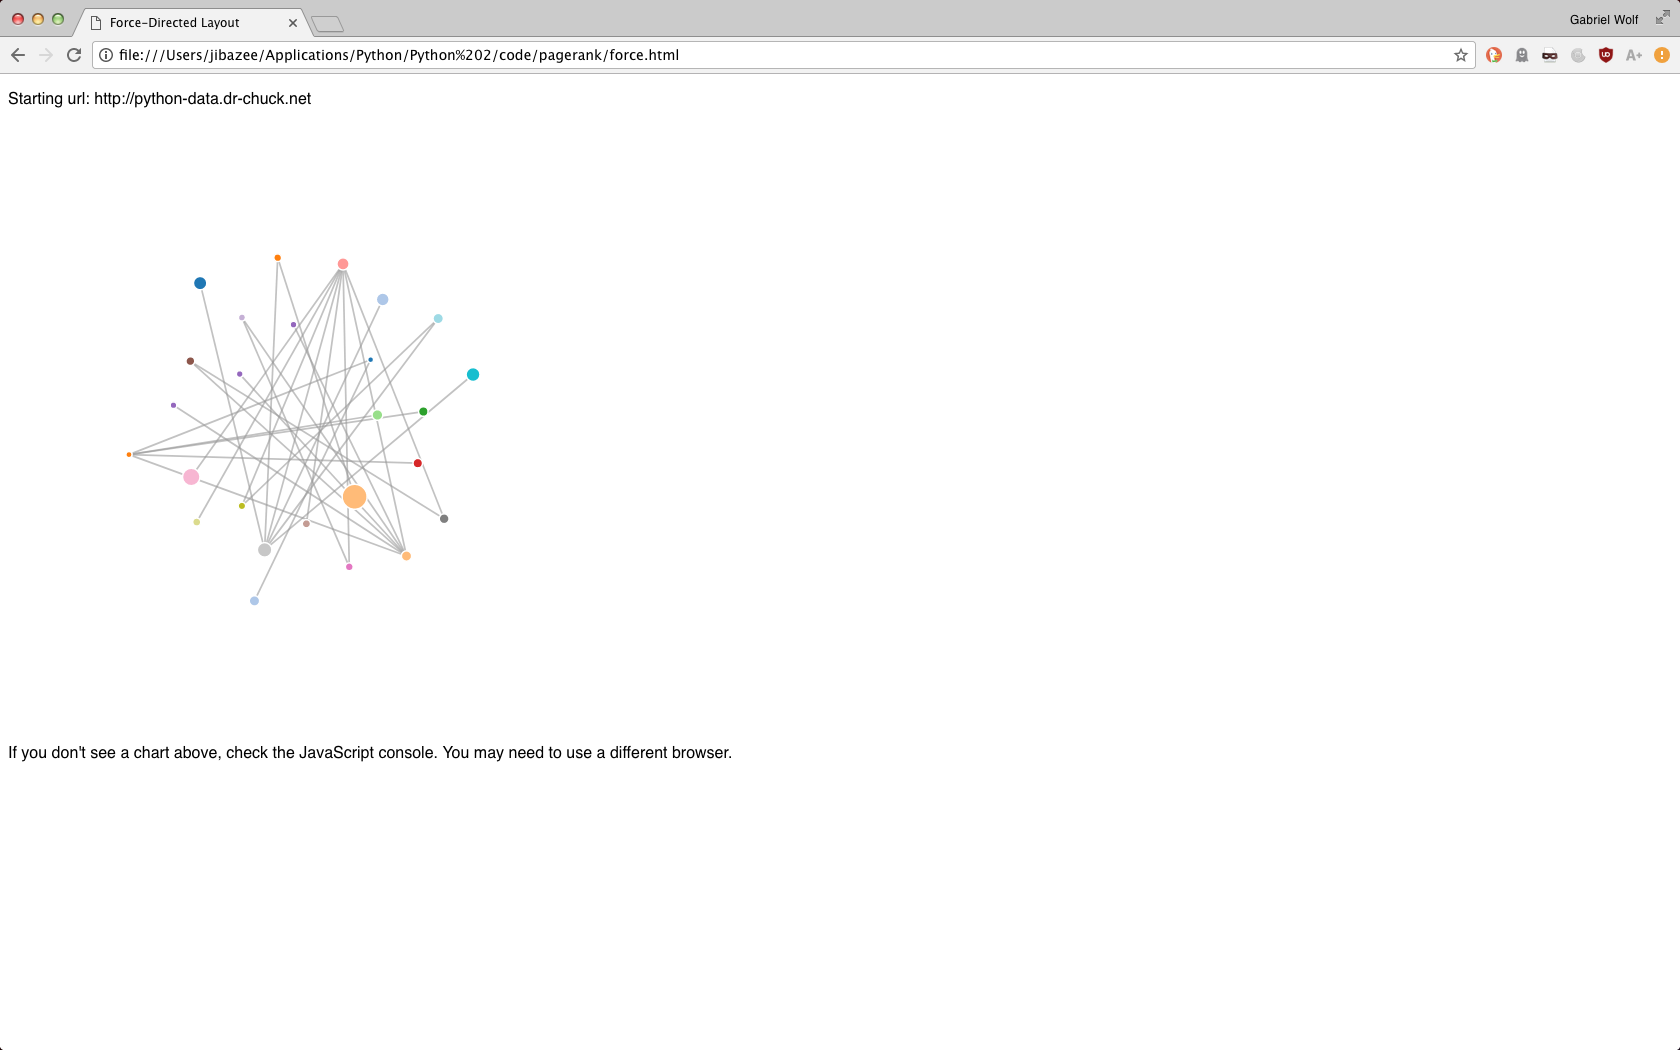 Force-Directed Layout
Gabriel Wolf
file:///Users/jibazee/Applications/Python/Python%202/code/pagerank/force.html
A+
Starting url: http://python-data.dr-chuck.net
If you don't see a chart above, check the JavaScript console. You may need to use a different browser.